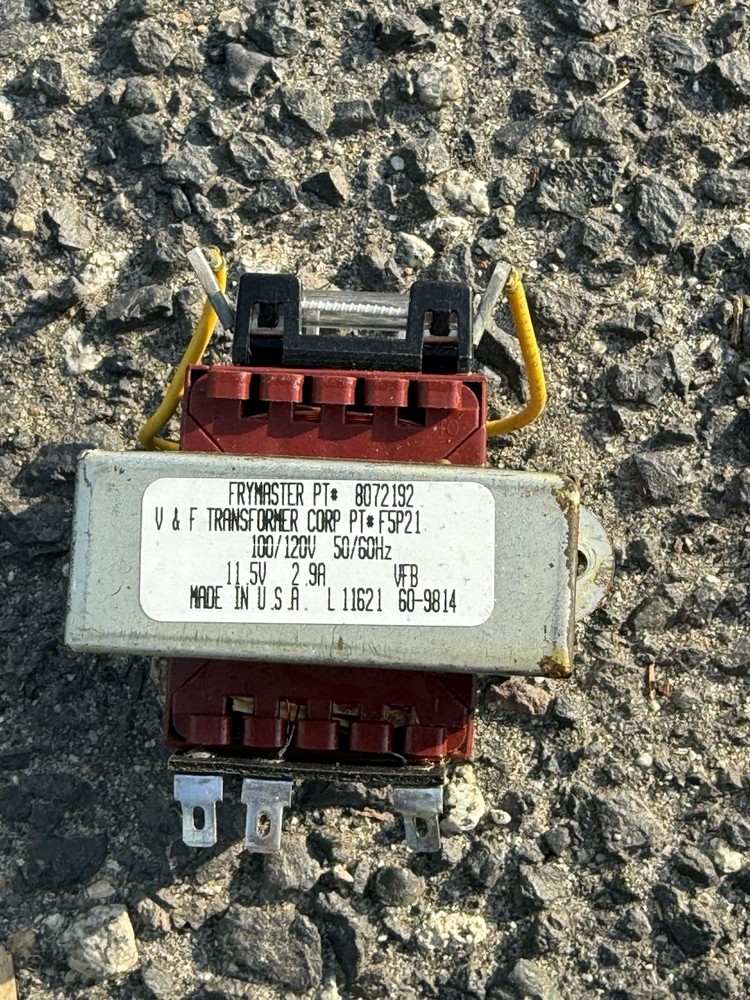 FRYMASTER PT# 8072192
V & F TRANSFORMER CORP PT# F5P21
100/120V 50/60Hz
11.5V 2.9A VFB
MADE IN U.S.A. L11621 60-9814